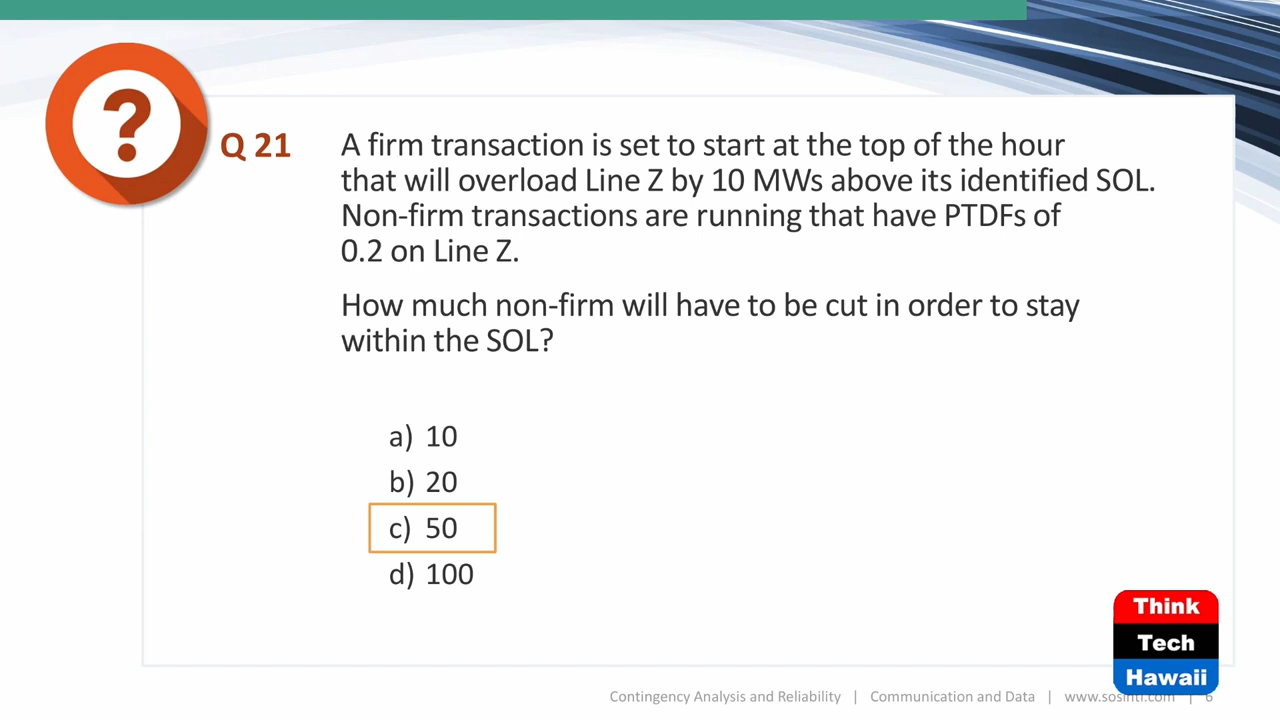 ?
Q 21
A firm transaction is set to start at the top of the hour
that will overload Line Z by 10 MWs above its identified SOL.
Non-firm transactions are running that have PTDFs of
0.2 on Line Z.
How much non-firm will have to be cut in order to stay
within the SOL?
a) 10
b) 20
c) 50
d) 100
Think
Tech
Hawaii
Contingency Analysis and Reliability | Communication and Data | www.sosintl.com | 6